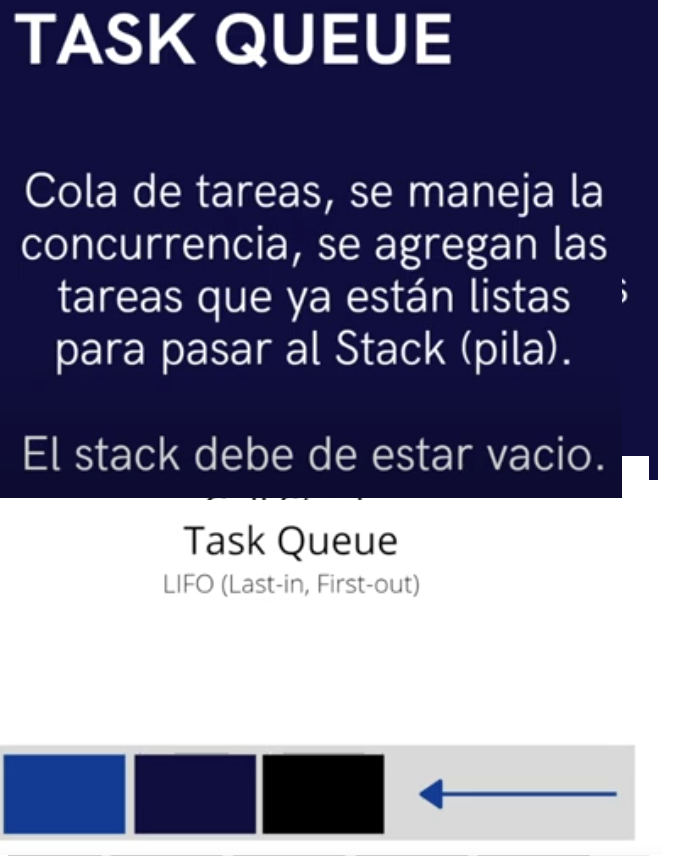 TASK QUEUE
Cola de tareas, se maneja la
concurrencia, se agregan las
tareas que ya están listas
para pasar al Stack (pila).
El stack debe de estar vacio.
Task Queue
LIFO (Last-in, First-out)